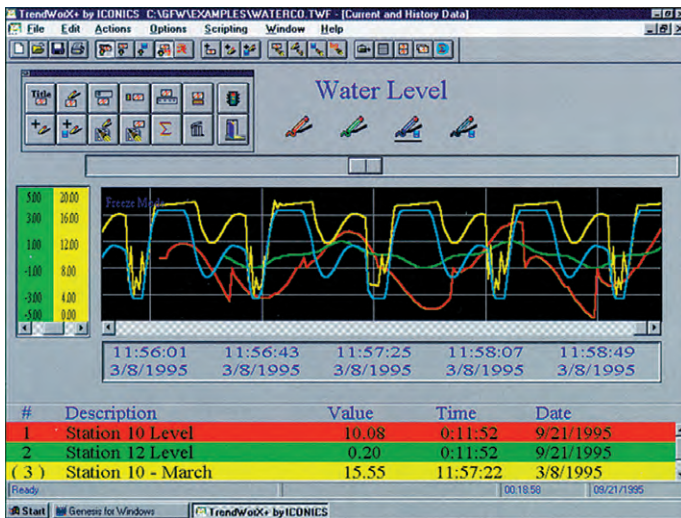 TrendWorX+ by ICONICS C:\GFW\EXAMPLES\WATERCO.TWF - [Current and History Data]
File Edit Actions Options Scripting Window Help
Title
Water Level
5.00 20.00
Freeze Mode
3.00 16.00
1.00 12.00
-1.00 8.00
-3.00 4.00
-5.00 0.00
11:56:01 11:56:43 11:57:25 11:58:07 11:58:49
3/8/1995 3/8/1995 3/8/1995 3/8/1995 3/8/1995
# Description Value Time Date
1 Station 10 Level 10.08 0:11:52 9/21/1995
2 Station 12 Level 0.20 0:11:52 9/21/1995
( 3 ) Station 10 - March 15.55 11:57:22 3/8/1995
Ready 00:18:58 09/21/1995
Start Genesis for Windows TrendWorX+ by ICONICS